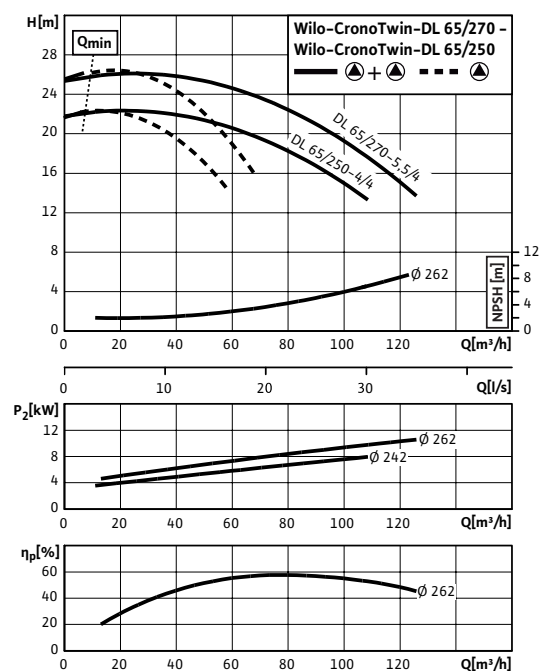 H[m]
Wilo-CronoTwin-DL 65/270 -
Wilo-CronoTwin-DL 65/250
+
Qmin
28
24
20
16
12
8
4
0
DL 65/270-5,5/4
DL 65/250-4/4
Ø 262
NPSH [m]
12
8
4
2
0
0 20 40 60 80 100 120 Q[m³/h]
0 10 20 30 Q[l/s]
P2[kW]
12
8
4
0
Ø 262
Ø 242
0 20 40 60 80 100 120 Q[m³/h]
ηp[%]
60
40
20
0
Ø 262
0 20 40 60 80 100 120 Q[m³/h]